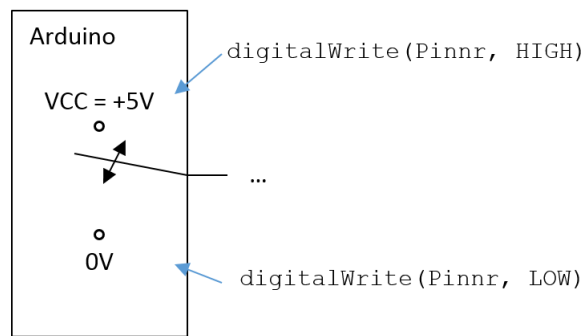 Arduino
digitalWrite(Pinnr, HIGH)
VCC = +5V
...
0V
digitalWrite(Pinnr, LOW)